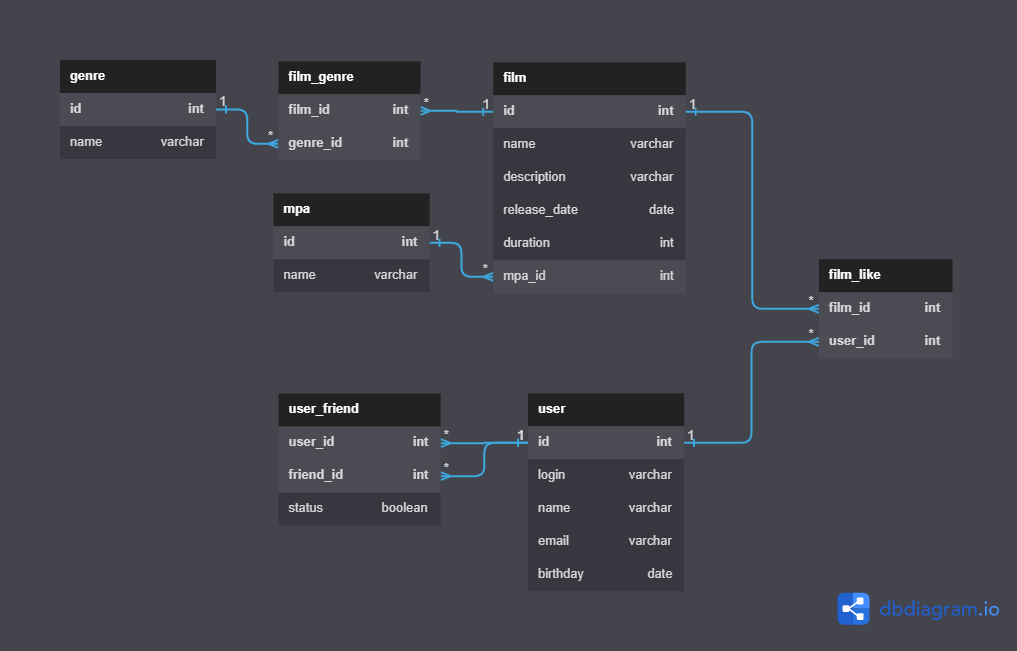 genre
id int
name varchar
film_genre
film_id int
genre_id int
film
id int
name varchar
description varchar
release_date date
duration int
mpa_id int
mpa
id int
name varchar
film_like
film_id int
user_id int
user_friend
user_id int
friend_id int
status boolean
user
id int
login varchar
name varchar
email varchar
birthday date
1
*
*
1
1
1
*
*
*
*
*
1
1
dbdiagram.io